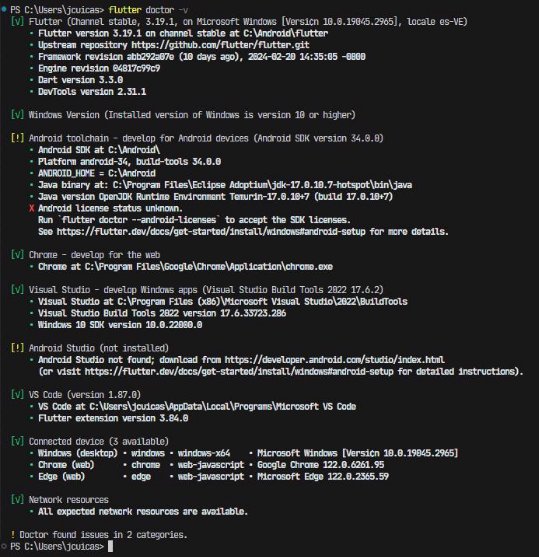 PS C:\Users\jcuicas> flutter doctor -v
[√] Flutter (Channel stable, 3.19.1, on Microsoft Windows [Versión 10.0.19045.2965], locale es-VE)
• Flutter version 3.19.1 on channel stable at C:\Android\flutter
• Upstream repository https://github.com/flutter/flutter.git
• Framework revision abb292a07e (10 days ago), 2024-02-20 14:35:05 -0800
• Engine revision 04817c99c9
• Dart version 3.3.0
• DevTools version 2.31.1
[√] Windows Version (Installed version of Windows is version 10 or higher)
[!] Android toolchain - develop for Android devices (Android SDK version 34.0.0)
• Android SDK at C:\Android\
• Platform android-34, build-tools 34.0.0
• ANDROID_HOME = C:\Android
• Java binary at: C:\Program Files\Eclipse Adoptium\jdk-17.0.10.7-hotspot\bin\java
• Java version OpenJDK Runtime Environment Temurin-17.0.10+7 (build 17.0.10+7)
X Android license status unknown.
Run `flutter doctor --android-licenses` to accept the SDK licenses.
See https://flutter.dev/docs/get-started/install/windows#android-setup for more details.
[√] Chrome - develop for the web
• Chrome at C:\Program Files\Google\Chrome\Application\chrome.exe
[√] Visual Studio - develop Windows apps (Visual Studio Build Tools 2022 17.6.2)
• Visual Studio at C:\Program Files (x86)\Microsoft Visual Studio\2022\BuildTools
• Visual Studio Build Tools 2022 version 17.6.33723.286
• Windows 10 SDK version 10.0.22000.0
[!] Android Studio (not installed)
• Android Studio not found; download from https://developer.android.com/studio/index.html
(or visit https://flutter.dev/docs/get-started/install/windows#android-setup for detailed instructions).
[√] VS Code (version 1.87.0)
• VS Code at C:\Users\jcuicas\AppData\Local\Programs\Microsoft VS Code
• Flutter extension version 3.84.0
[√] Connected device (3 available)
• Windows (desktop) • windows • windows-x64 • Microsoft Windows [Versión 10.0.19045.2965]
• Chrome (web) • chrome • web-javascript • Google Chrome 122.0.6261.95
• Edge (web) • edge • web-javascript • Microsoft Edge 122.0.2365.59
[√] Network resources
• All expected network resources are available.
! Doctor found issues in 2 categories.
PS C:\Users\jcuicas>